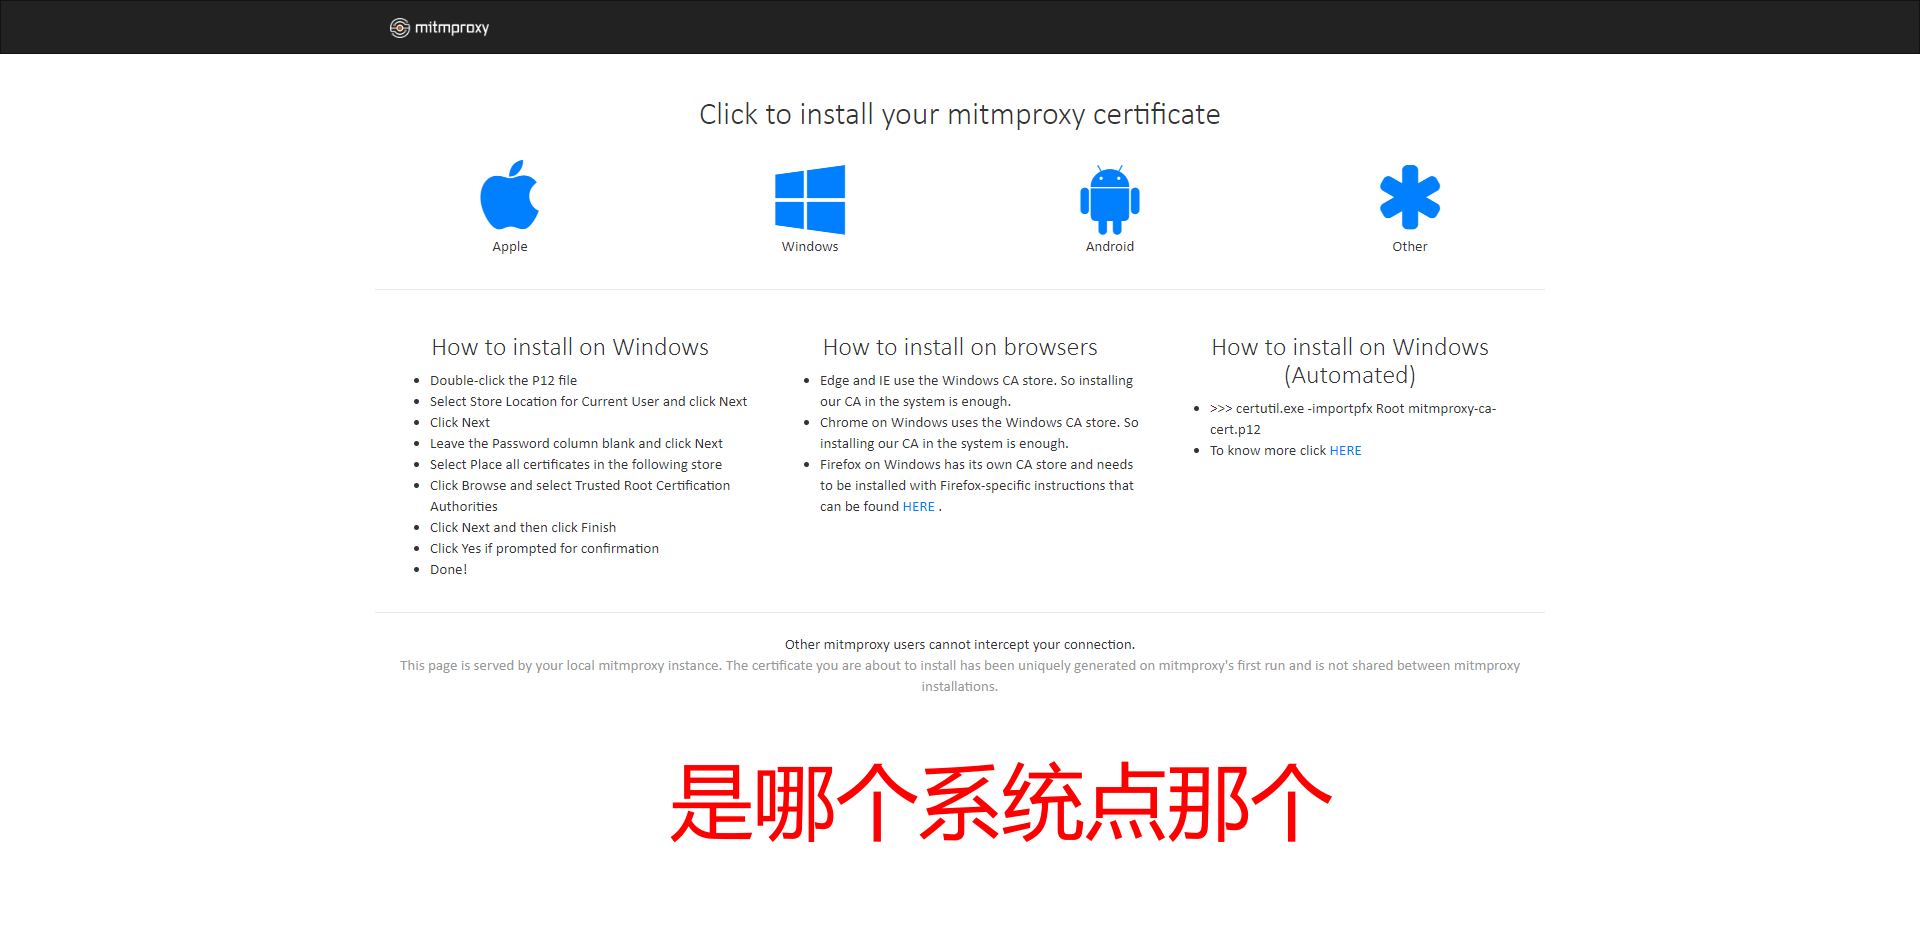 mitmproxy
Click to install your mitmproxy certificate
Apple
Windows
Android
Other
How to install on Windows
Double-click the P12 file
Select Store Location for Current User and click Next
Click Next
Leave the Password column blank and click Next
Select Place all certificates in the following store
Click Browse and select Trusted Root Certification
Authorities
Click Next and then click Finish
Click Yes if prompted for confirmation
Done!
How to install on browsers
Edge and IE use the Windows CA store. So installing
our CA in the system is enough.
Chrome on Windows uses the Windows CA store. So
installing our CA in the system is enough.
Firefox on Windows has its own CA store and needs
to be installed with Firefox-specific instructions that
can be found HERE .
How to install on Windows
(Automated)
>>> certutil.exe -importpfx Root mitmproxy-ca-
cert.p12
To know more click HERE
Other mitmproxy users cannot intercept your connection.
This page is served by your local mitmproxy instance. The certificate you are about to install has been uniquely generated on mitmproxy's first run and is not shared between mitmproxy
installations.
是哪个系统点那个